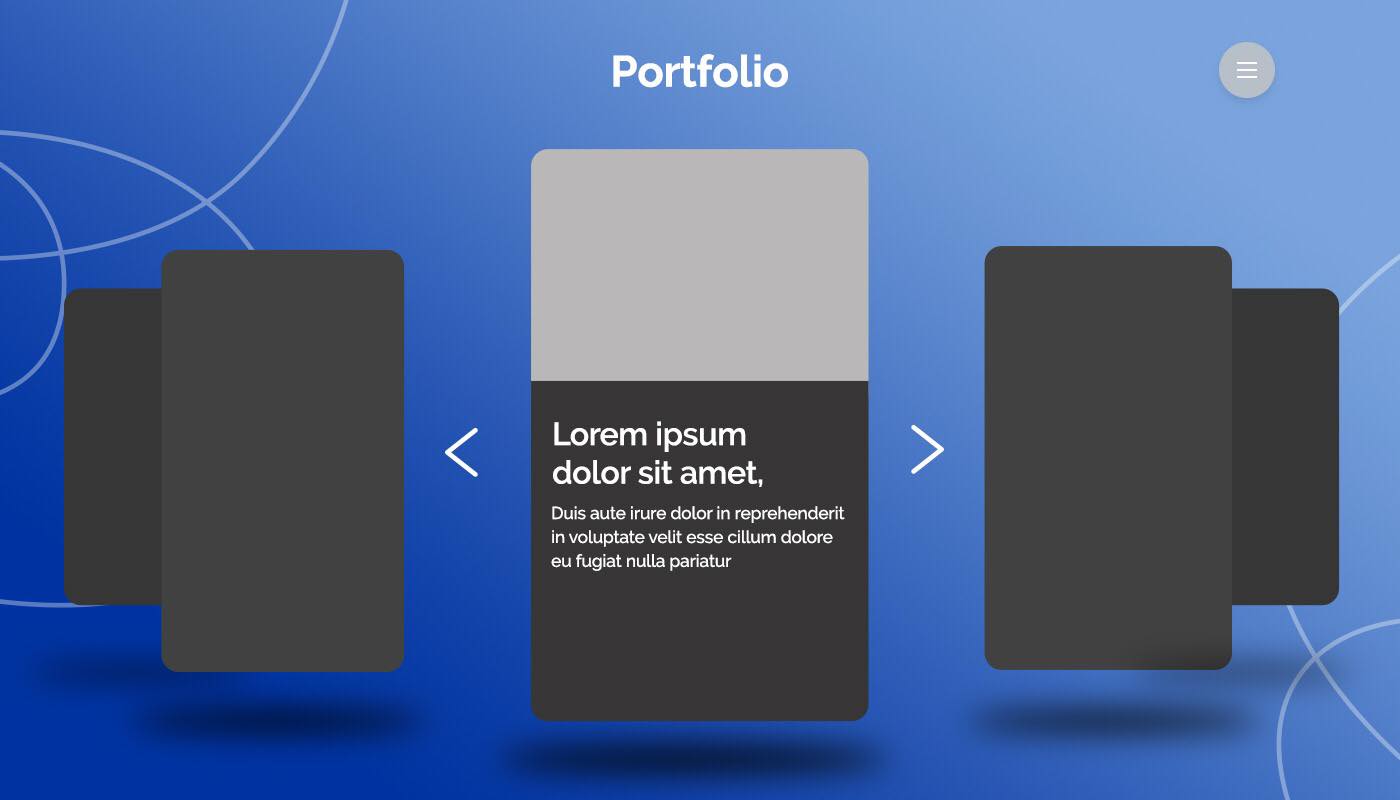 Portfolio
Lorem ipsum
dolor sit amet,
Duis aute irure dolor in reprehenderit
in voluptate velit esse cillum dolore
eu fugiat nulla pariatur